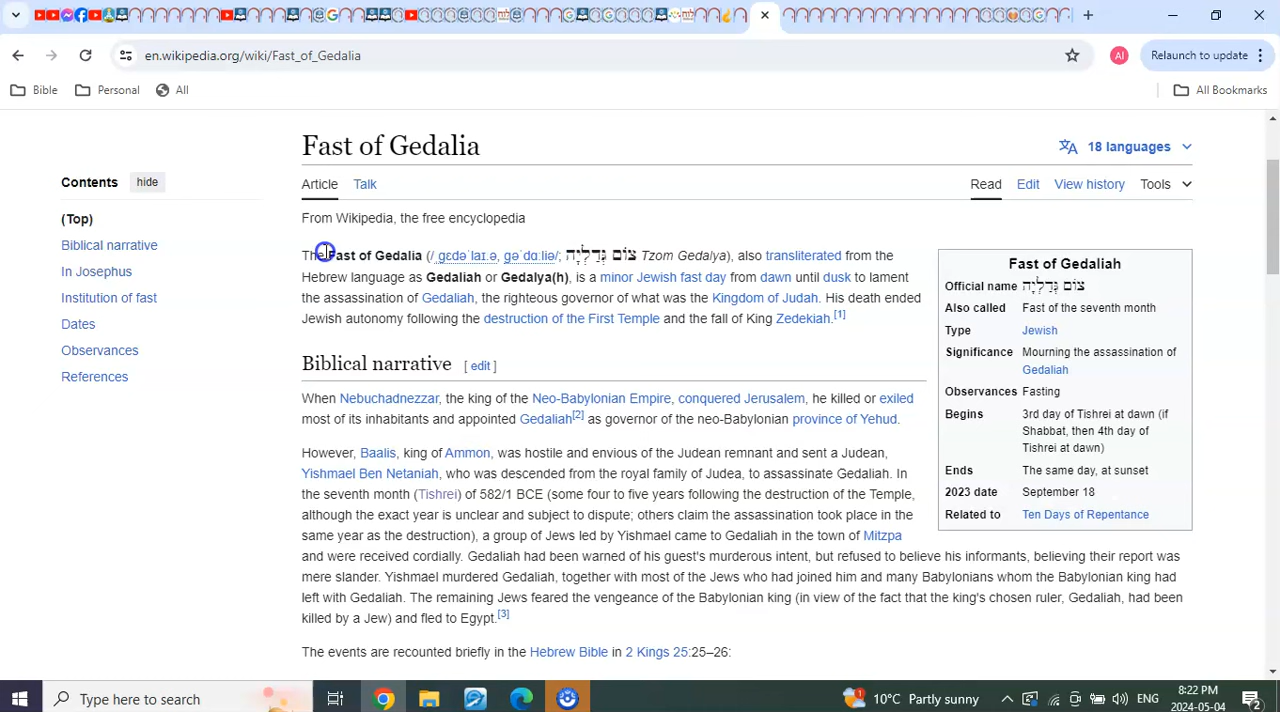 en.wikipedia.org/wiki/Fast_of_Gedalia
AI
Relaunch to update
Bible
Personal
All
All Bookmarks
Fast of Gedalia
18 languages
Contents
hide
Article
Talk
Read
Edit
View history
Tools
(Top)
Biblical narrative
In Josephus
Institution of fast
Dates
Observances
References
From Wikipedia, the free encyclopedia
The Fast of Gedalia (/ˌɡɛdəˈlaɪ.ə, ɡəˈdɑːliə/; צוֹם גְּדַלְיָּה Tzom Gedalya), also transliterated from the
Hebrew language as Gedaliah or Gedalya(h), is a minor Jewish fast day from dawn until dusk to lament
the assassination of Gedaliah, the righteous governor of what was the Kingdom of Judah. His death ended
Jewish autonomy following the destruction of the First Temple and the fall of King Zedekiah.[1]
Biblical narrative [ edit ]
When Nebuchadnezzar, the king of the Neo-Babylonian Empire, conquered Jerusalem, he killed or exiled
most of its inhabitants and appointed Gedaliah[2] as governor of the neo-Babylonian province of Yehud.
However, Baalis, king of Ammon, was hostile and envious of the Judean remnant and sent a Judean,
Yishmael Ben Netaniah, who was descended from the royal family of Judea, to assassinate Gedaliah. In
the seventh month (Tishrei) of 582/1 BCE (some four to five years following the destruction of the Temple,
although the exact year is unclear and subject to dispute; others claim the assassination took place in the
same year as the destruction), a group of Jews led by Yishmael came to Gedaliah in the town of Mitzpa
and were received cordially. Gedaliah had been warned of his guest's murderous intent, but refused to believe his informants, believing their report was
mere slander. Yishmael murdered Gedaliah, together with most of the Jews who had joined him and many Babylonians whom the Babylonian king had
left with Gedaliah. The remaining Jews feared the vengeance of the Babylonian king (in view of the fact that the king's chosen ruler, Gedaliah, had been
killed by a Jew) and fled to Egypt.[3]
The events are recounted briefly in the Hebrew Bible in 2 Kings 25:25–26:
Fast of Gedaliah
Official name צוֹם גְּדַלְיָּה
Also called Fast of the seventh month
Type Jewish
Significance Mourning the assassination of
Gedaliah
Observances Fasting
Begins 3rd day of Tishrei at dawn (if
Shabbat, then 4th day of
Tishrei at dawn)
Ends The same day, at sunset
2023 date September 18
Related to Ten Days of Repentance
Type here to search
1
10°C Partly sunny
ENG
8:22 PM
2024-05-04
2